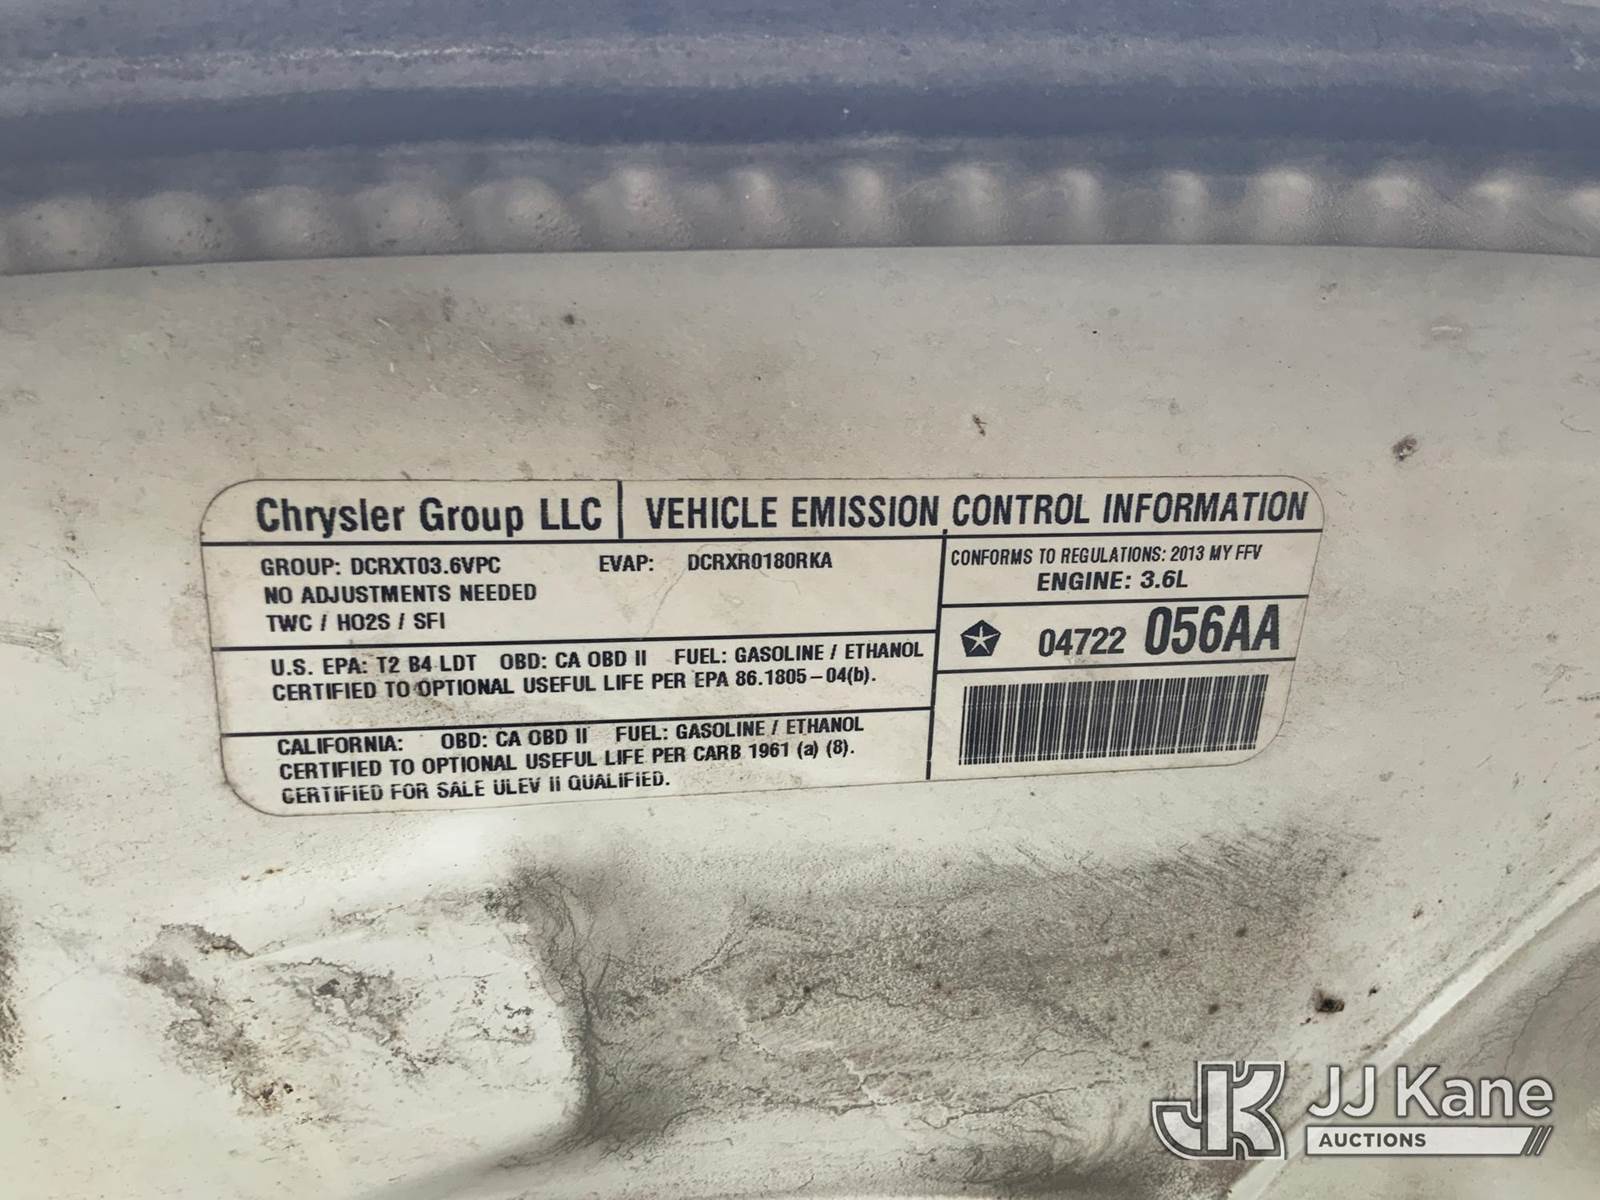 Chrysler Group LLC VEHICLE EMISSION CONTROL INFORMATION
GROUP: DCRXT03.6VPC EVAP: DCRXR0180RKA
NO ADJUSTMENTS NEEDED
TWC / HO2S / SFI
U.S. EPA: T2 B4 LDT OBD: CA OBD II FUEL: GASOLINE / ETHANOL
CERTIFIED TO OPTIONAL USEFUL LIFE PER EPA 86.1805-04(b).
CALIFORNIA: OBD: CA OBD II FUEL: GASOLINE / ETHANOL
CERTIFIED TO OPTIONAL USEFUL LIFE PER CARB 1961 (a) (8).
CERTIFIED FOR SALE ULEV II QUALIFIED.
CONFORMS TO REGULATIONS: 2013 MY FFV
ENGINE: 3.6L
04722 056AA
JK JJ Kane
AUCTIONS